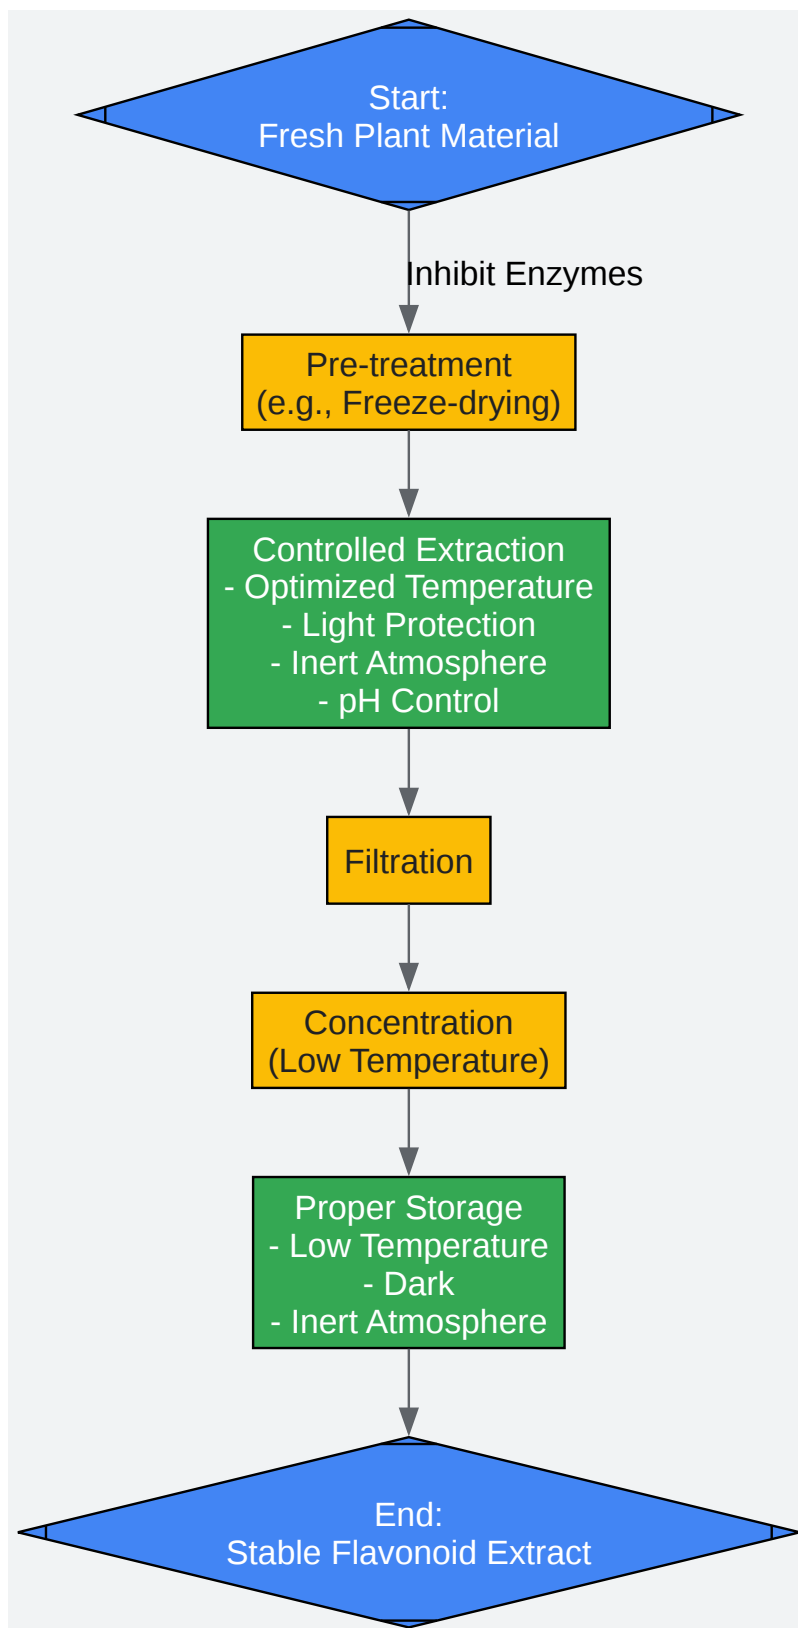 Start:
Fresh Plant Material
Inhibit Enzymes
Pre-treatment
(e.g., Freeze-drying)
Controlled Extraction
- Optimized Temperature
- Light Protection
- Inert Atmosphere
- pH Control
Filtration
Concentration
(Low Temperature)
Proper Storage
- Low Temperature
- Dark
- Inert Atmosphere
End:
Stable Flavonoid Extract